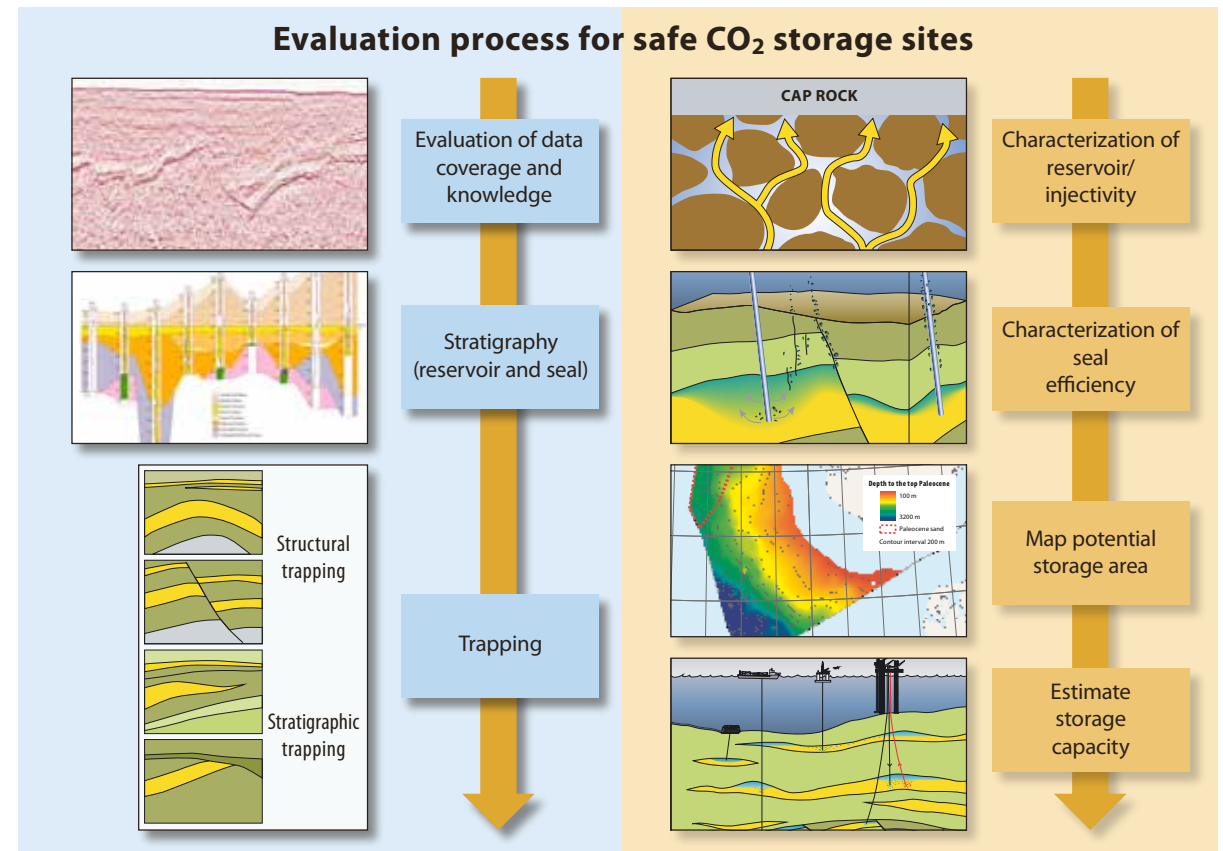 Evaluation process for safe CO₂ storage sites
Evaluation of data
coverage and
knowledge
Stratigraphy
(reservoir and seal)
Structural
trapping
Stratigraphic
trapping
Trapping
CAP ROCK
Characterization of
reservoir/
injectivity
Characterization of
seal
efficiency
Depth to the top Paleocene
100 m
3200 m
Paleocene sand
Contour interval 200 m
Map potential
storage area
Estimate
storage
capacity